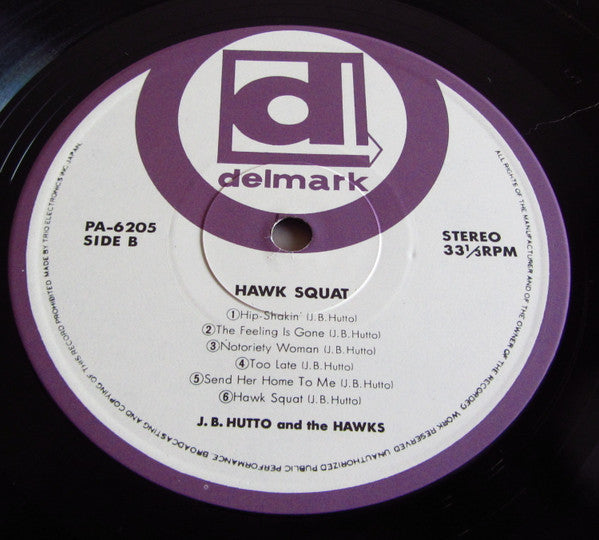 d
delmark
PA-6205
SIDE B
STEREO
33⅓RPM
HAWK SQUAT
①Hip-Shakin' (J.B.Hutto)
②The Feeling Is Gone (J.B.Hutto)
③Notoriety Woman (J.B.Hutto)
④Too Late (J.B.Hutto)
⑤Send Her Home To Me (J.B.Hutto)
⑥Hawk Squat (J.B.Hutto)
J.B.HUTTO and the HAWKS
ALL RIGHTS OF THE MANUFACTURER AND OF THE OWNER OF THE RECORDED WORK RESERVED. UNAUTHORIZED PUBLIC PERFORMANCE, BROADCASTING AND COPYING OF THIS RECORD PROHIBITED MADE BY TRIO ELECTRONICS INC. JAPAN.